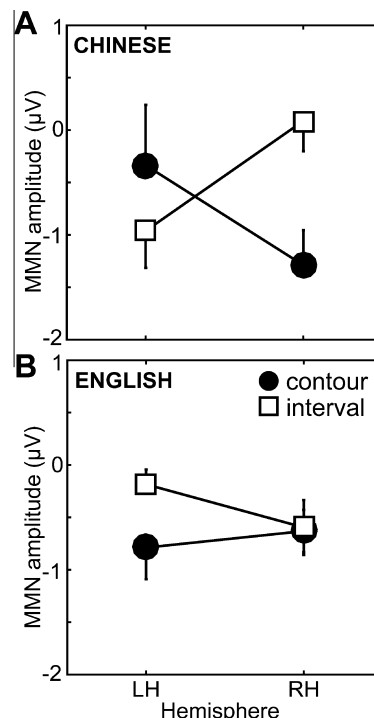 A
CHINESE
MMN amplitude (µV)
1
0
-1
-2
B
ENGLISH
contour
interval
MMN amplitude (µV)
1
0
-1
-2
LH
RH
Hemisphere